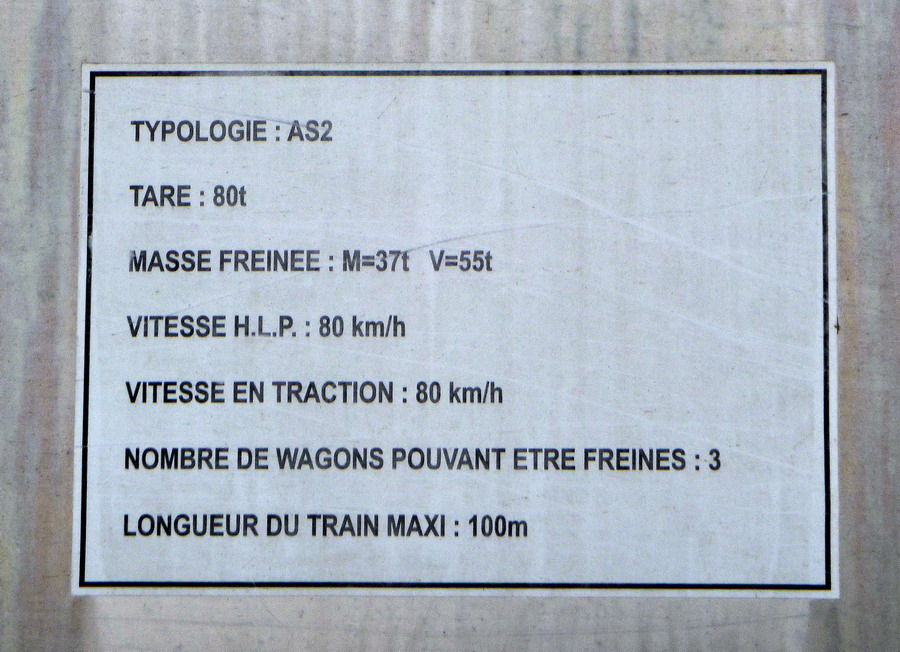 TYPOLOGIE : AS2
TARE : 80t
MASSE FREINEE : M=37t V=55t
VITESSE H.L.P. : 80 km/h
VITESSE EN TRACTION : 80 km/h
NOMBRE DE WAGONS POUVANT ETRE FREINES : 3
LONGUEUR DU TRAIN MAXI : 100m